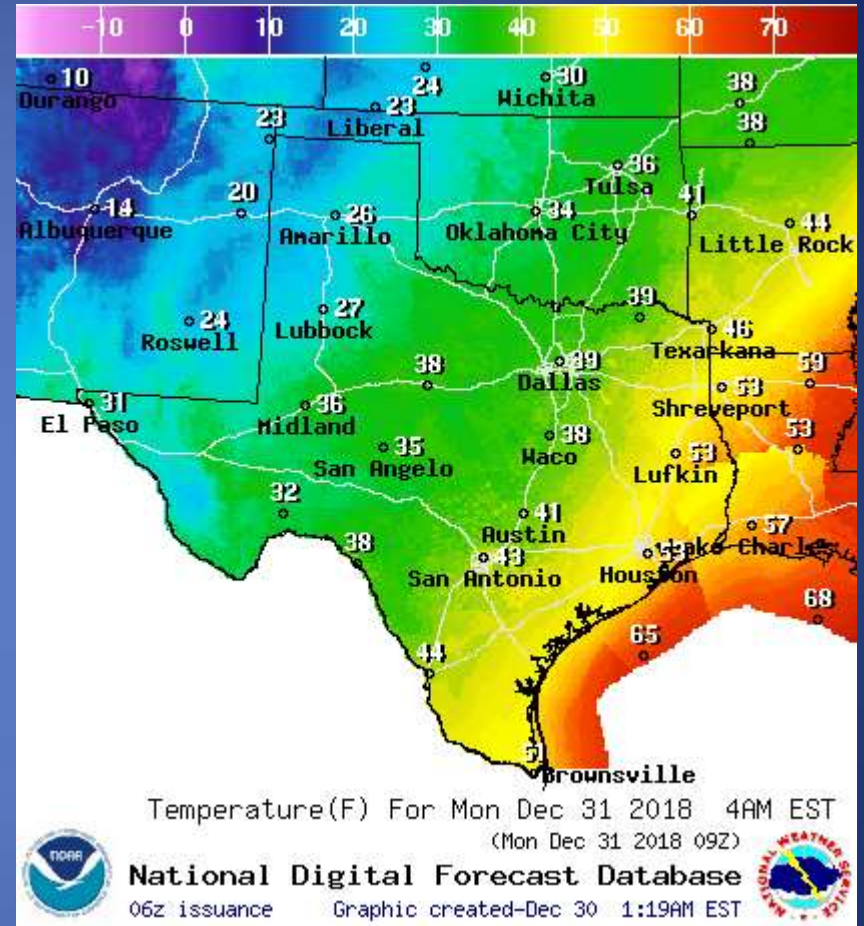 -10 0 10 20 30 40 50 60 70
10 24 30 38
Durango 23 Wichita
23 Liberal 38
36
Tulsa
14 20 26 34 41 44
Albuquerque Amarillo Oklahoma City Little Rock
24 27 39 46
Roswell Lubbock Texarkana
38 39 59
Dallas 53
31 36 Shreveport
El Paso Midland
35 38 53 53
San Angelo Waco Lufkin
32 41 57
Austin Lake Charles
38 43 53
San Antonio Houston
68
65
44
51
Brownsville
Temperature(F) For Mon Dec 31 2018 4AM EST
(Mon Dec 31 2018 09Z)
NOAA
NATIONAL WEATHER SERVICE
National Digital Forecast Database
06z issuance Graphic created-Dec 30 1:19AM EST